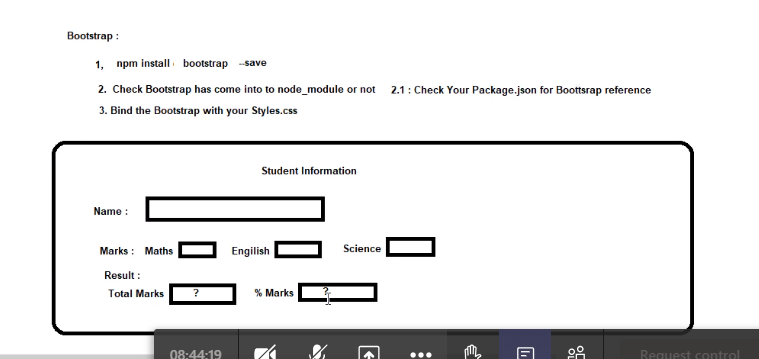 Bootstrap :
1, npm install bootstrap --save
2. Check Bootstrap has come into to node_module or not 2.1 : Check Your Package.json for Boottsrap reference
3. Bind the Bootstrap with your Styles.css
Student Information
Name :
Marks : Maths Engilish Science
Result :
Total Marks ? % Marks ?
08:44:19 Request control